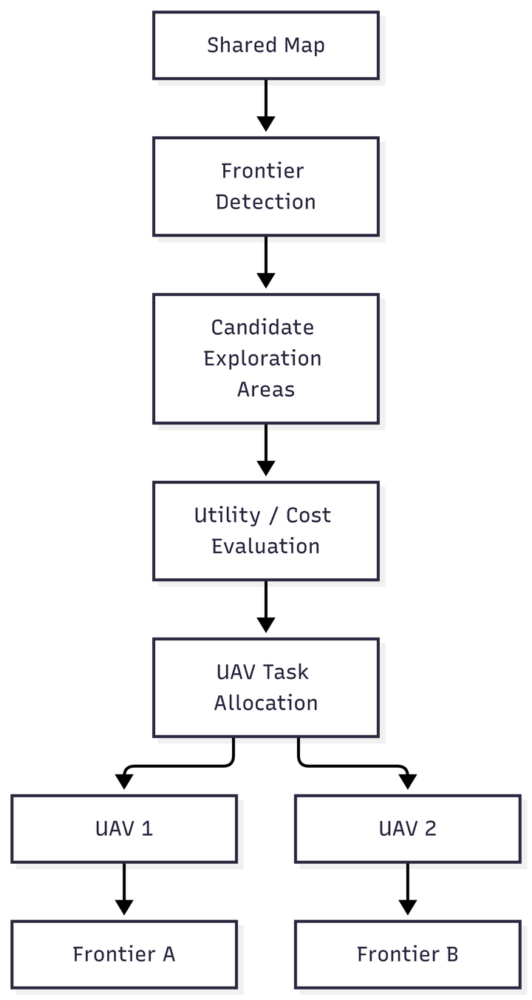 Shared Map
Frontier
Detection
Candidate
Exploration
Areas
Utility / Cost
Evaluation
UAV Task
Allocation
UAV 1
UAV 2
Frontier A
Frontier B